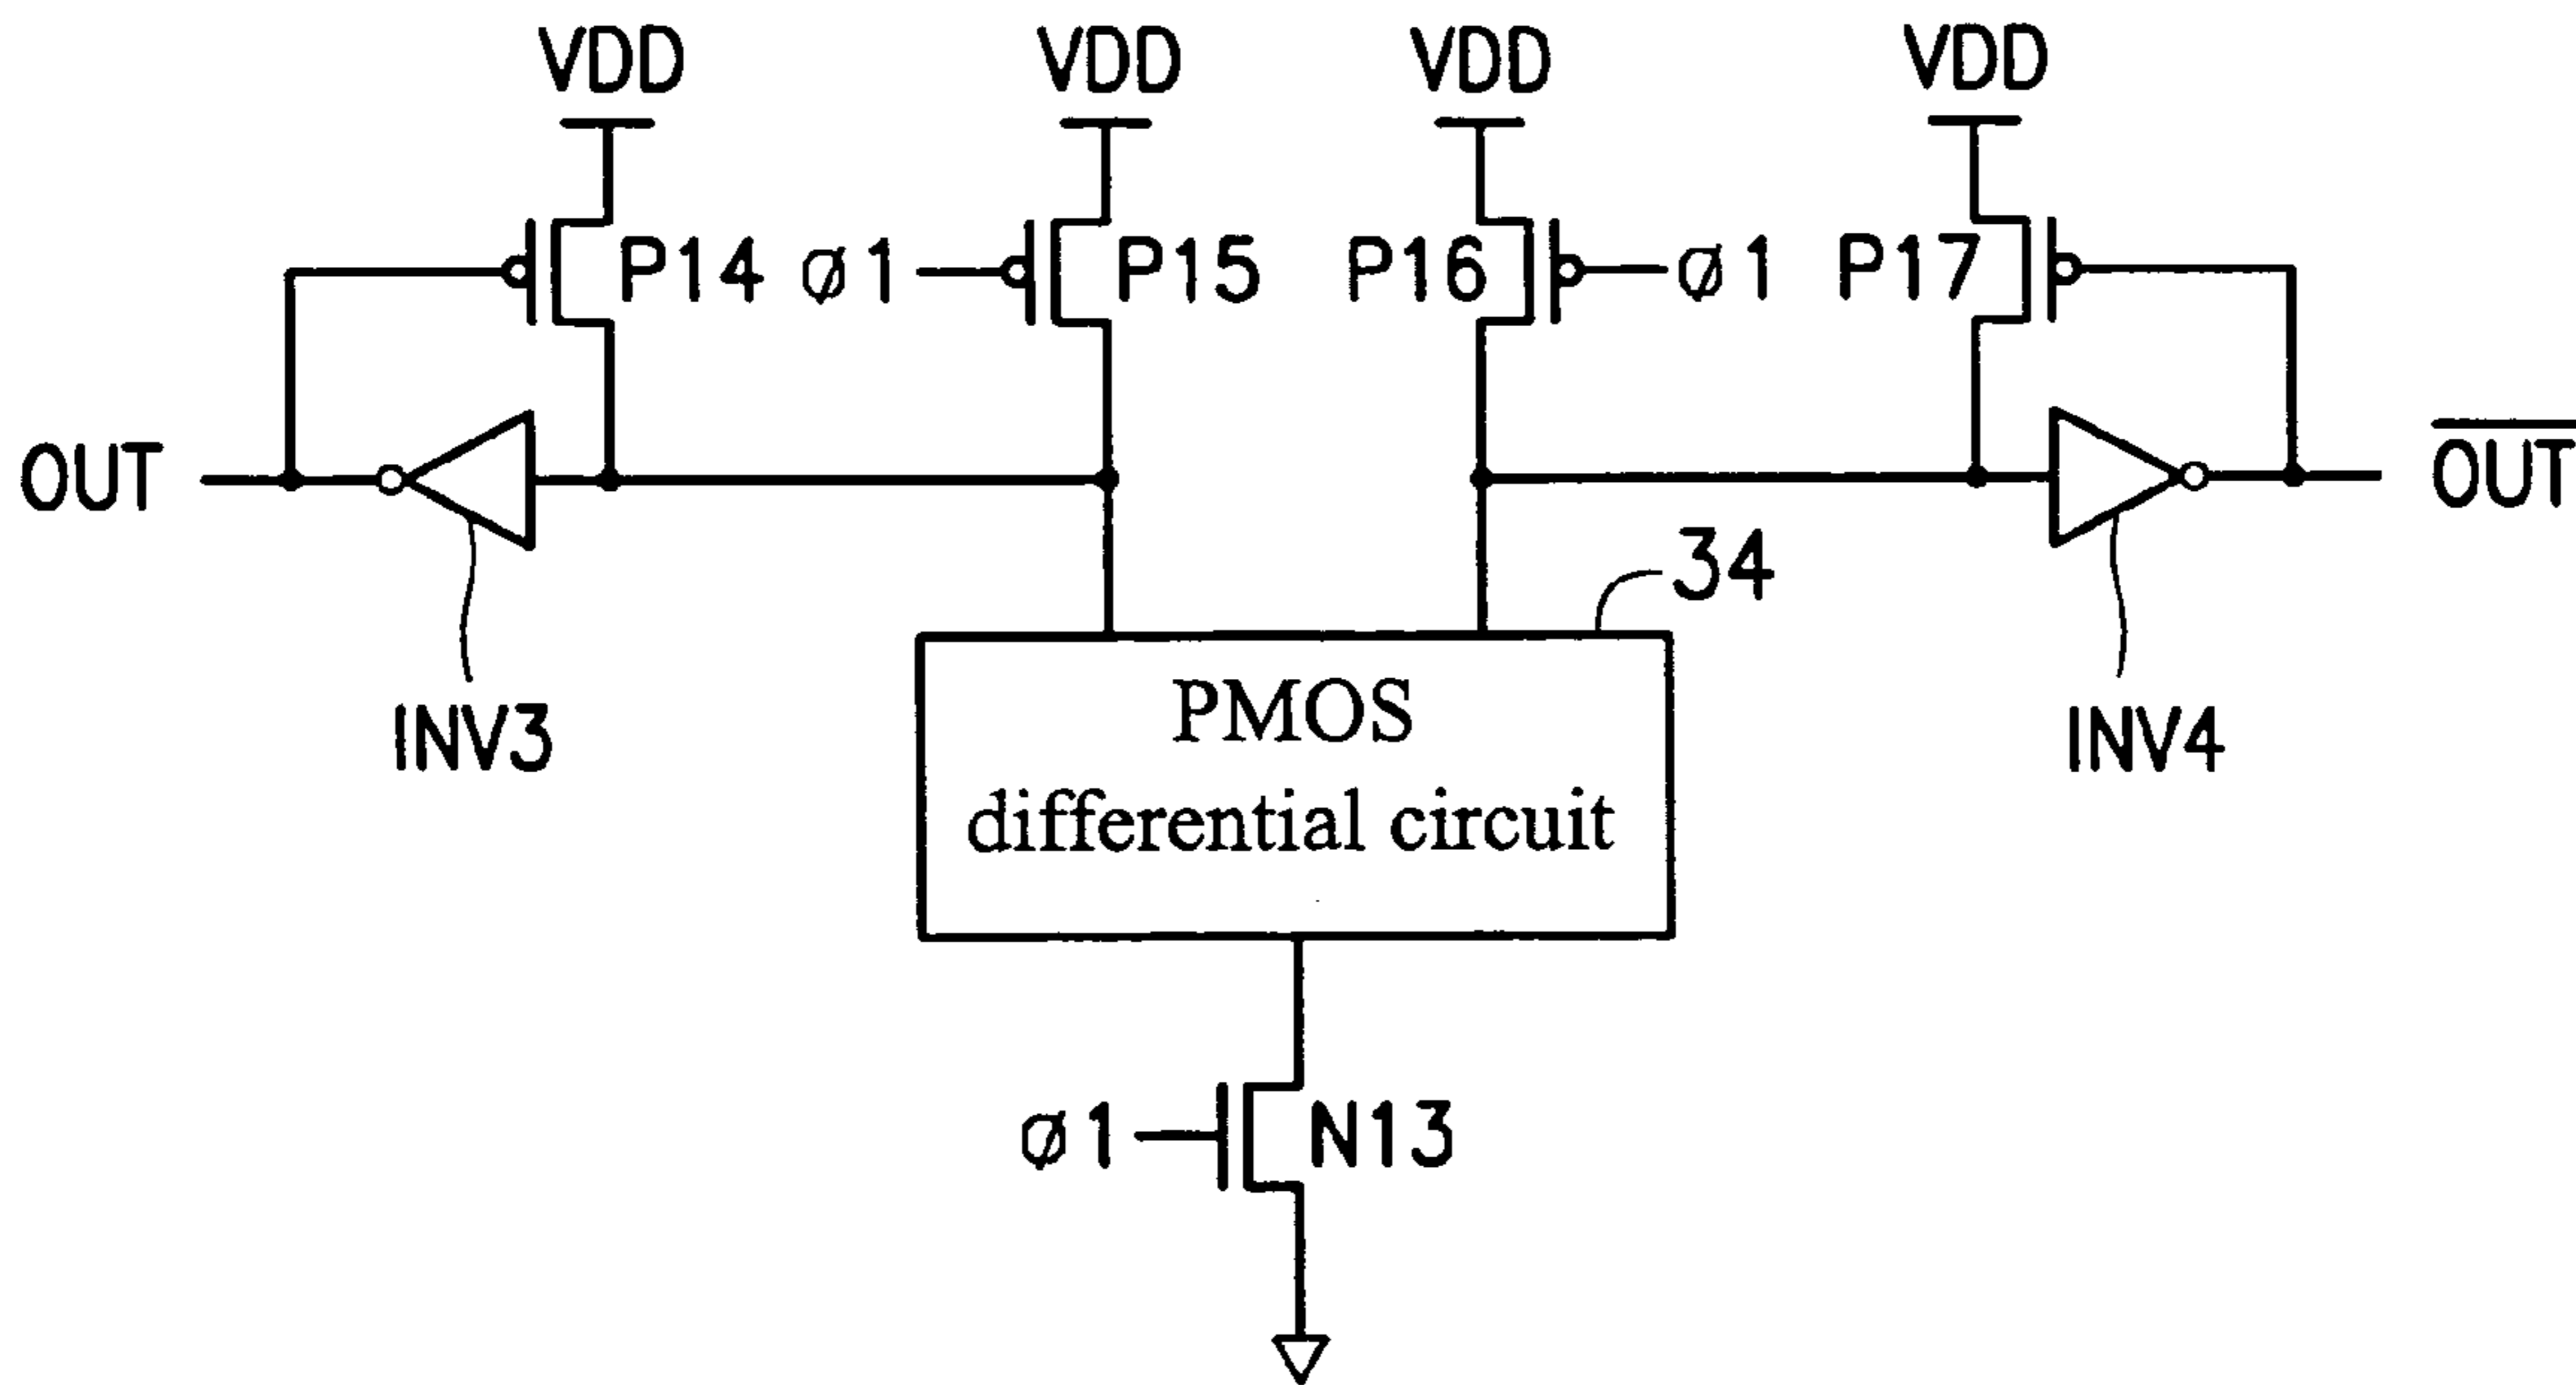 VDD VDD VDD VDD
P14 ø1 P15 P16 ø1 P17
OUT OUT
34
PMOS
INV3 INV4
differential circuit
ø1 N13